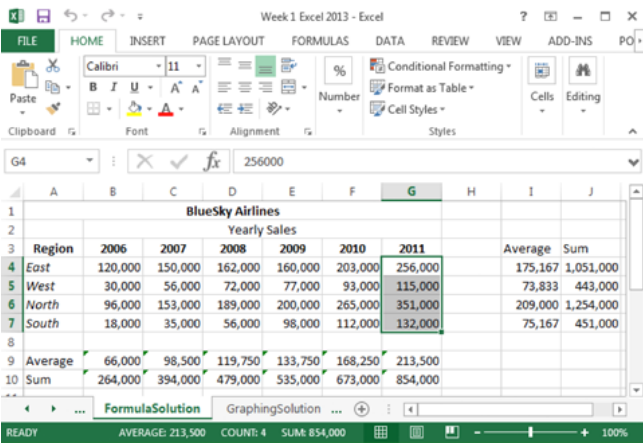 Week 1 Excel 2013 - Excel
FILE HOME INSERT PAGE LAYOUT FORMULAS DATA REVIEW VIEW ADD-INS PO
Paste
Calibri 11
B I U A A
A
%
Number
Conditional Formatting
Format as Table
Cell Styles
Cells
Editing
Clipboard Font Alignment Styles
G4 fx 256000
A B C D E F G H I J
1 BlueSky Airlines
2 Yearly Sales
3 Region 2006 2007 2008 2009 2010 2011 Average Sum
4 East 120,000 150,000 162,000 160,000 203,000 256,000 175,167 1,051,000
5 West 30,000 56,000 72,000 77,000 93,000 115,000 73,833 443,000
6 North 96,000 153,000 189,000 200,000 265,000 351,000 209,000 1,254,000
7 South 18,000 35,000 56,000 98,000 112,000 132,000 75,167 451,000
8
9 Average 66,000 98,500 119,750 133,750 168,250 213,500
10 Sum 264,000 394,000 479,000 535,000 673,000 854,000
... FormulaSolution GraphingSolution ...
READY AVERAGE: 213,500 COUNT: 4 SUM: 854,000 100%